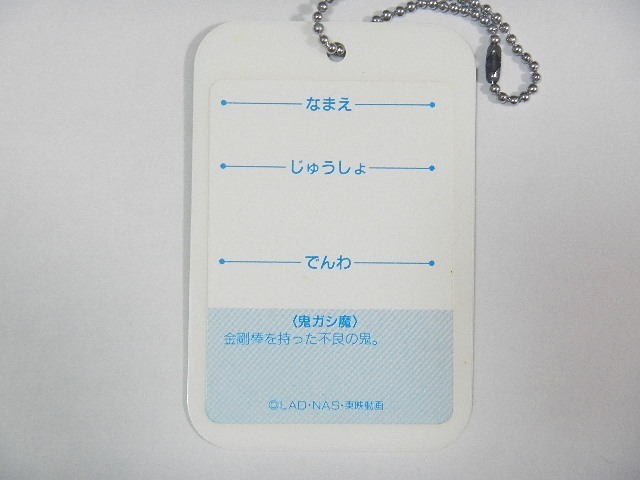 なまえ
じゅうしょ
でんわ
〈鬼ガシ魔〉
金剛棒を持った不良の鬼。
©LAD・NAS・東映動画